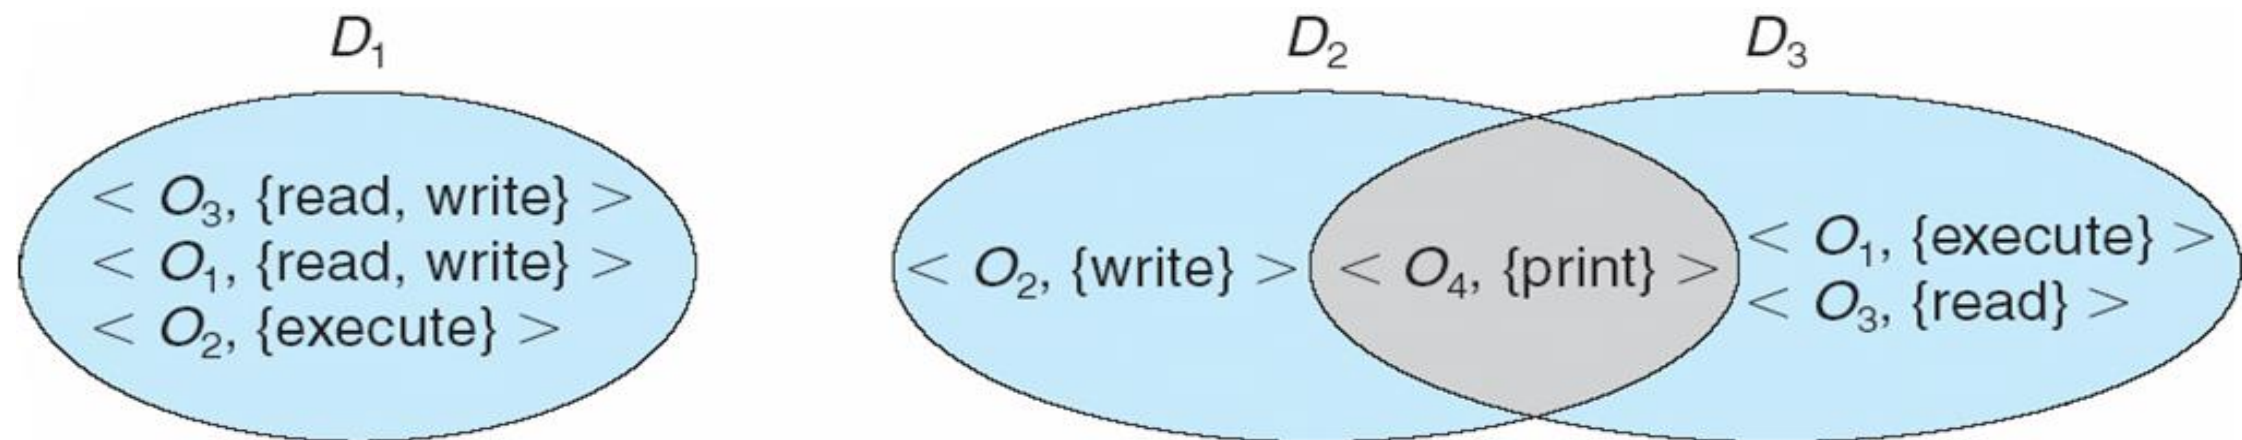 D₁
D₂
D₃
< O₃, {read, write} >
< O₁, {read, write} >
< O₂, {execute} >
< O₂, {write} >
< O₄, {print} >
< O₁, {execute} >
< O₃, {read} >